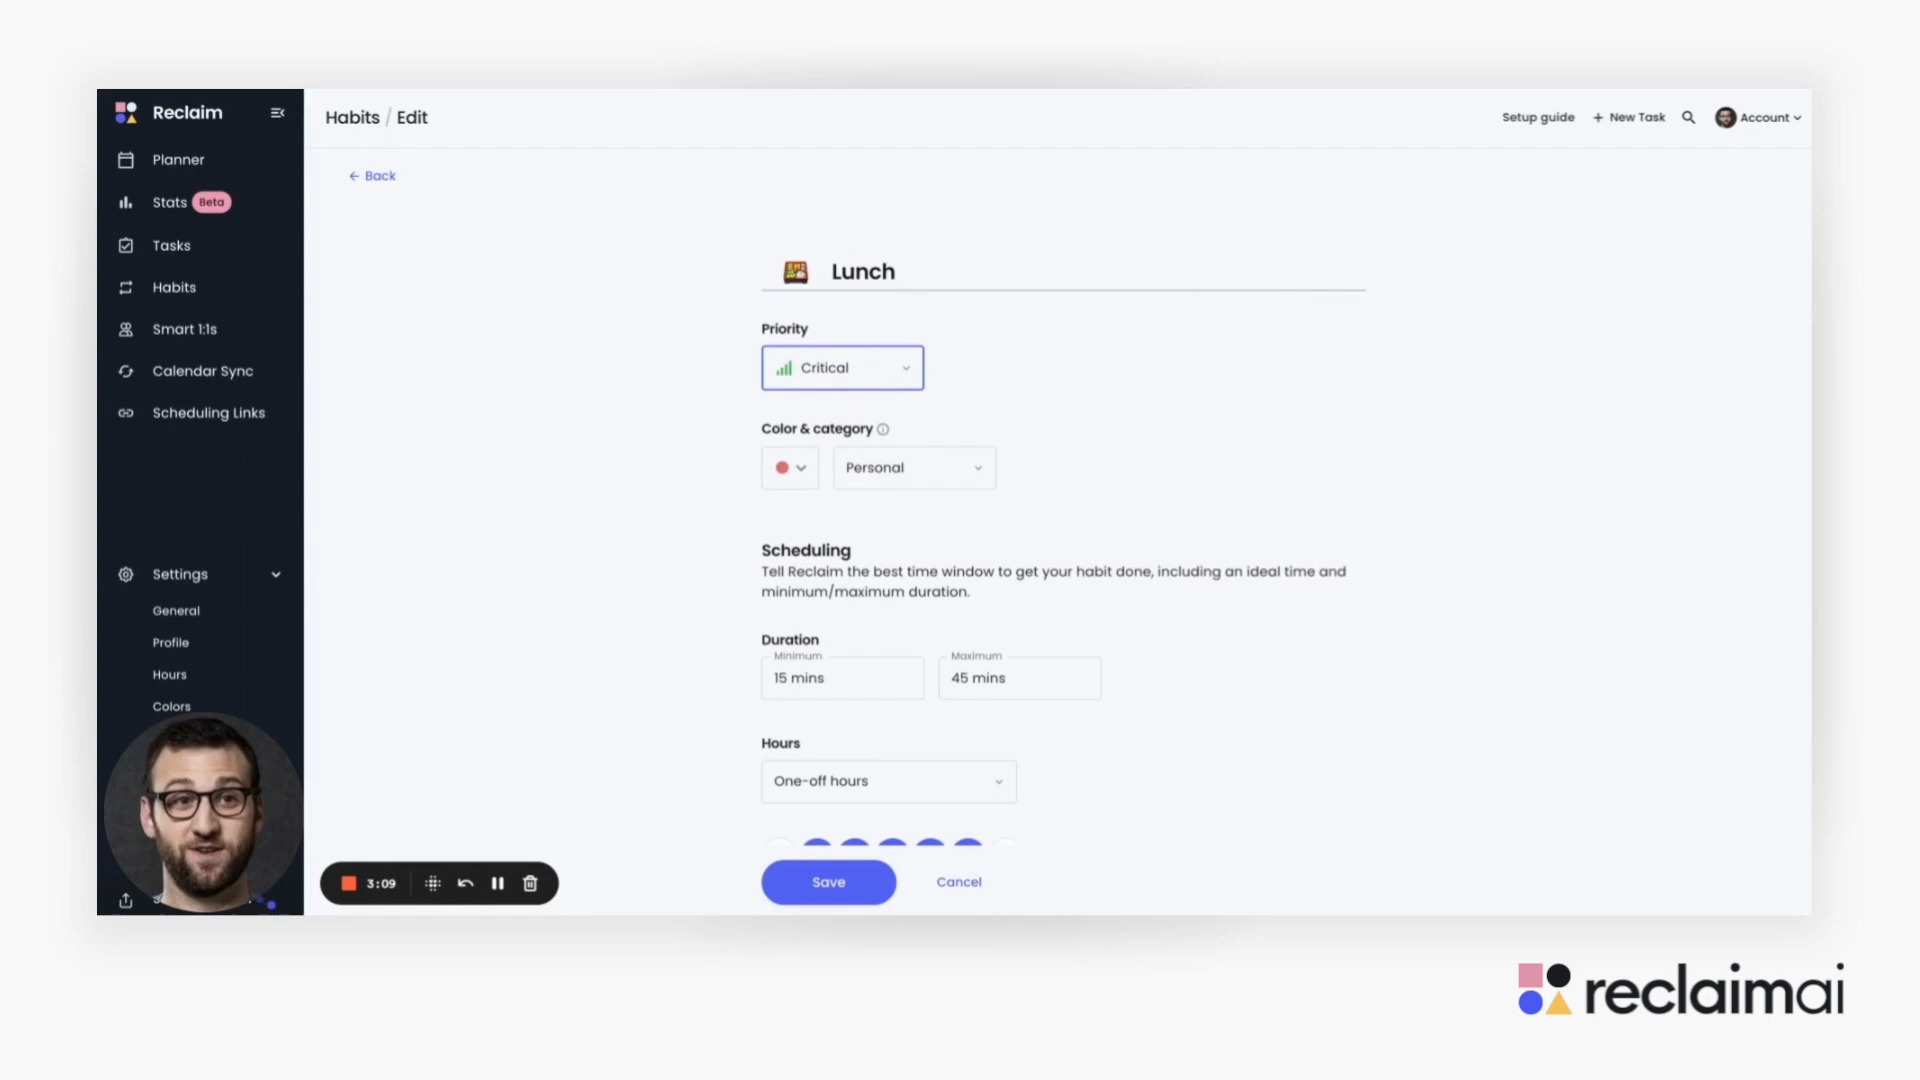 Reclaim
Planner
Stats Beta
Tasks
Habits
Smart 1:1s
Calendar Sync
Scheduling Links
Settings
General
Profile
Hours
Colors
Habits / Edit
Setup guide
+ New Task
Account
← Back
Lunch
Priority
Critical
Color & category
Personal
Scheduling
Tell Reclaim the best time window to get your habit done, including an ideal time and
minimum/maximum duration.
Duration
Minimum
15 mins
Maximum
45 mins
Hours
One-off hours
3:09
Save
Cancel
reclaimai